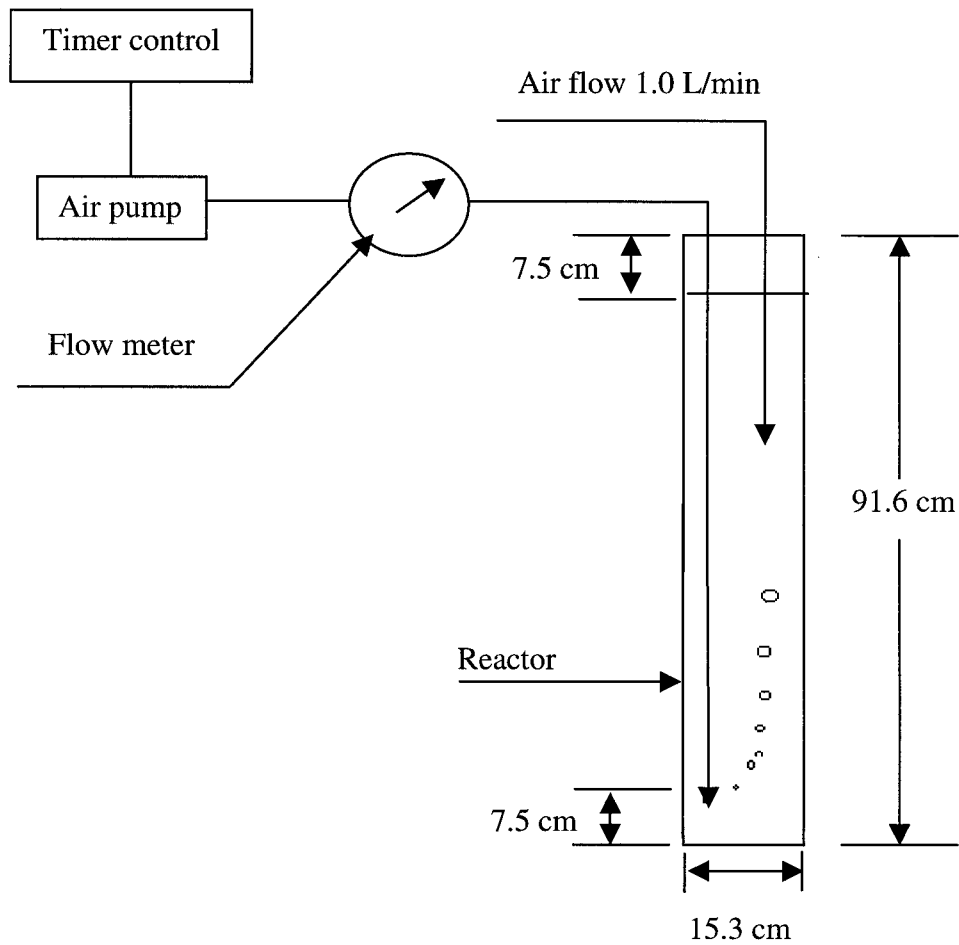 Timer control
Air flow 1.0 L/min
Air pump
7.5 cm
Flow meter
91.6 cm
Reactor
7.5 cm
15.3 cm